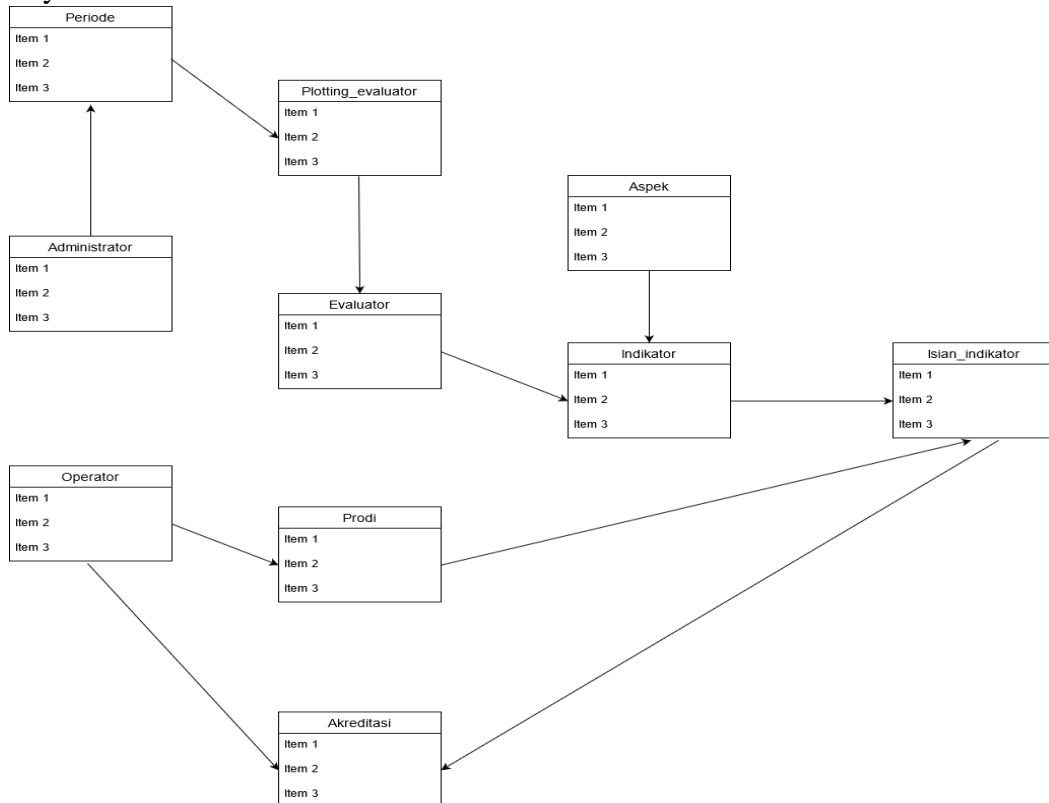 Periode
Item 1
Item 2
Item 3
Plotting_evaluator
Item 1
Item 2
Item 3
Aspek
Item 1
Item 2
Item 3
Administrator
Item 1
Item 2
Item 3
Evaluator
Item 1
Item 2
Item 3
Indikator
Item 1
Item 2
Item 3
Isian_indikator
Item 1
Item 2
Item 3
Operator
Item 1
Item 2
Item 3
Prodi
Item 1
Item 2
Item 3
Akreditasi
Item 1
Item 2
Item 3